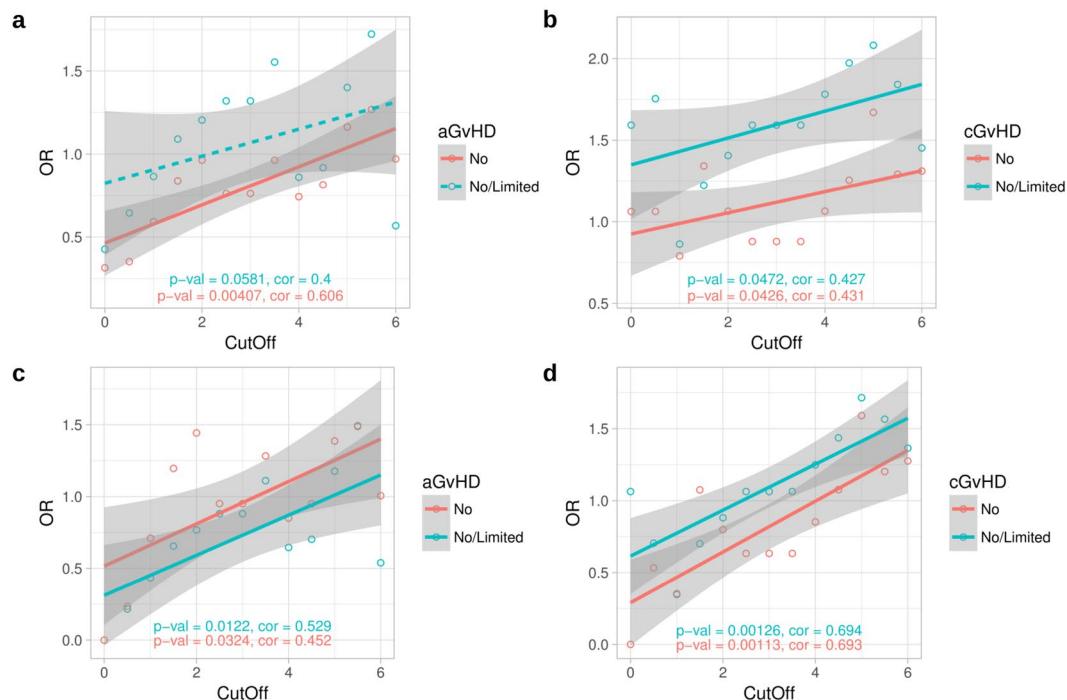 a
1.5
1.0
0.5
OR
p-val = 0.0581, cor = 0.4
p-val = 0.00407, cor = 0.606
0
2
4
6
CutOff
aGvHD
No
No/Limited
b
2.0
1.5
1.0
0.5
OR
p-val = 0.0472, cor = 0.427
p-val = 0.0426, cor = 0.431
0
2
4
6
CutOff
cGvHD
No
No/Limited
c
1.5
1.0
0.5
0.0
OR
p-val = 0.0122, cor = 0.529
p-val = 0.0324, cor = 0.452
0
2
4
6
CutOff
aGvHD
No
No/Limited
d
1.5
1.0
0.5
0.0
OR
p-val = 0.00126, cor = 0.694
p-val = 0.00113, cor = 0.693
0
2
4
6
CutOff
cGvHD
No
No/Limited